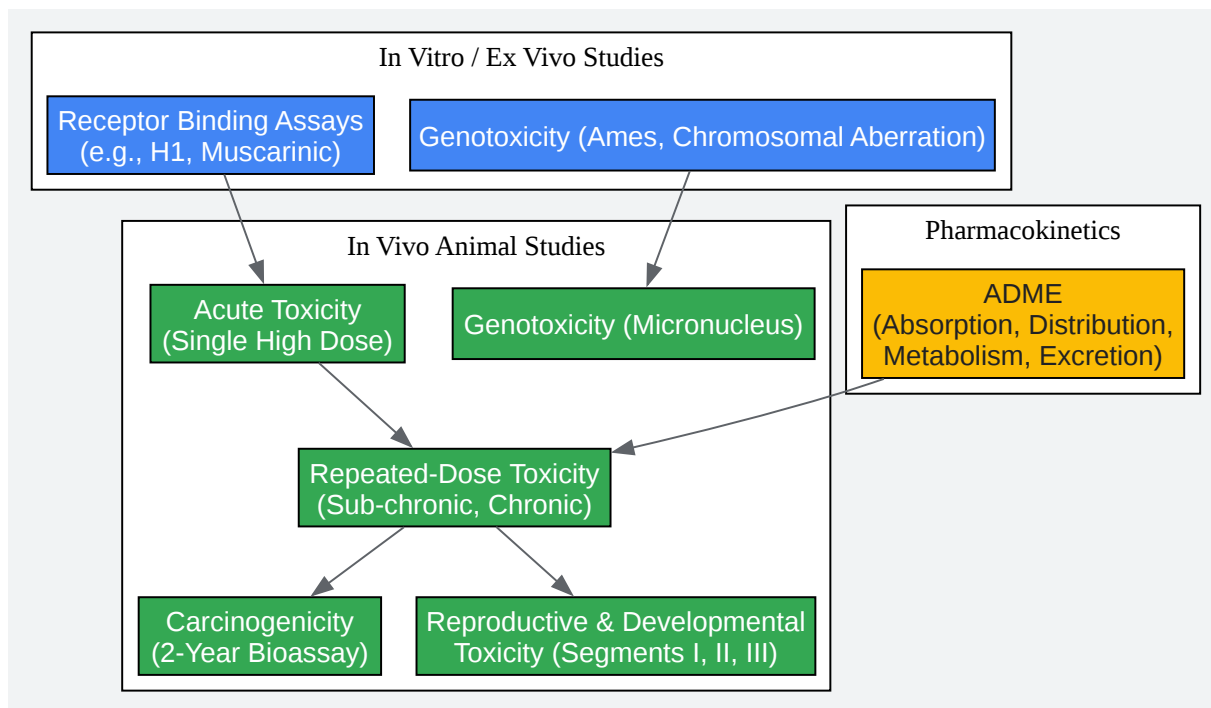 In Vitro / Ex Vivo Studies
Receptor Binding Assays
(e.g., H1, Muscarinic)
Genotoxicity (Ames, Chromosomal Aberration)
In Vivo Animal Studies
Pharmacokinetics
Acute Toxicity
(Single High Dose)
Genotoxicity (Micronucleus)
ADME
(Absorption, Distribution,
Metabolism, Excretion)
Repeated-Dose Toxicity
(Sub-chronic, Chronic)
Carcinogenicity
(2-Year Bioassay)
Reproductive & Developmental
Toxicity (Segments I, II, III)